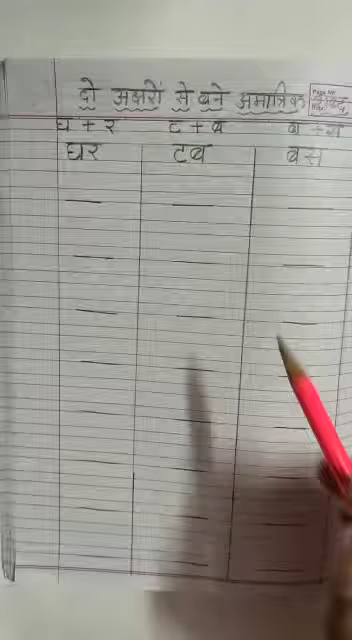 दो अक्षरों से बने अमात्रिक शब्द
घ + र ट + ब ब + स
घर टब बस